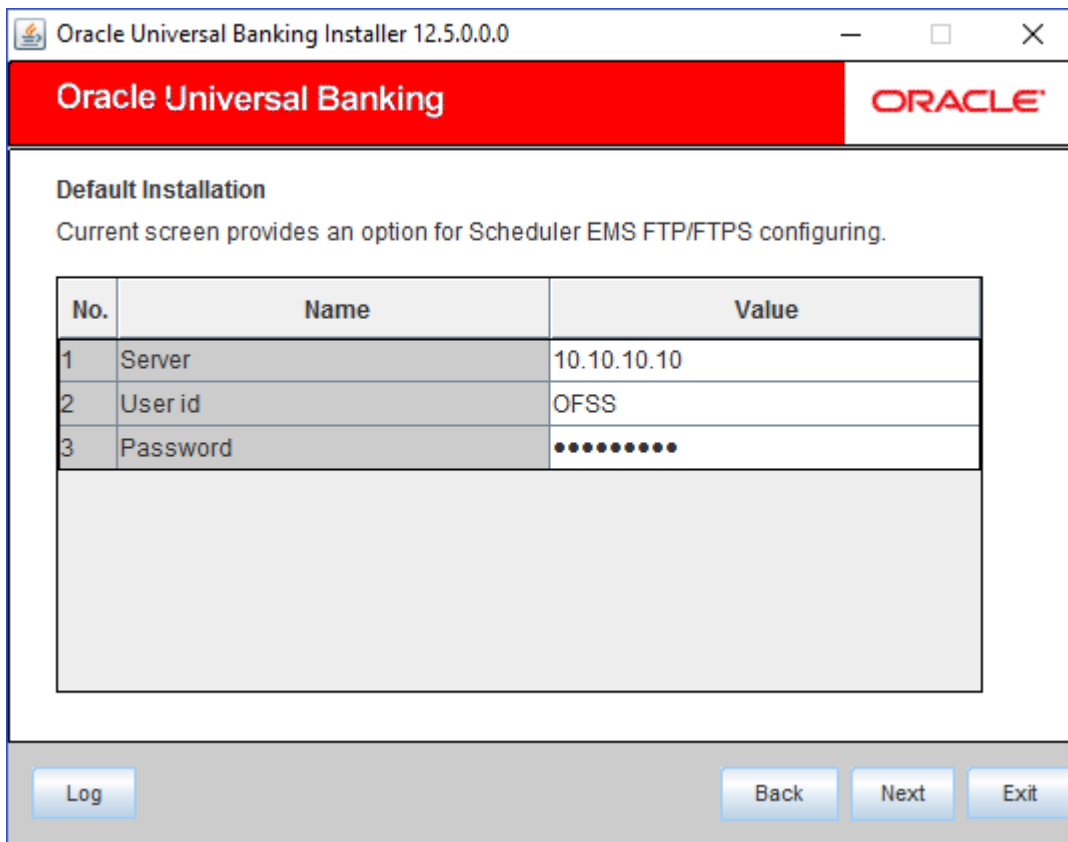 Oracle Universal Banking Installer 12.5.0.0.0
Oracle Universal Banking
ORACLE
Default Installation
Current screen provides an option for Scheduler EMS FTP/FTPS configuring.
No. Name Value
1 Server 10.10.10.10
2 User id OFSS
3 Password •••••••••
Log Back Next Exit